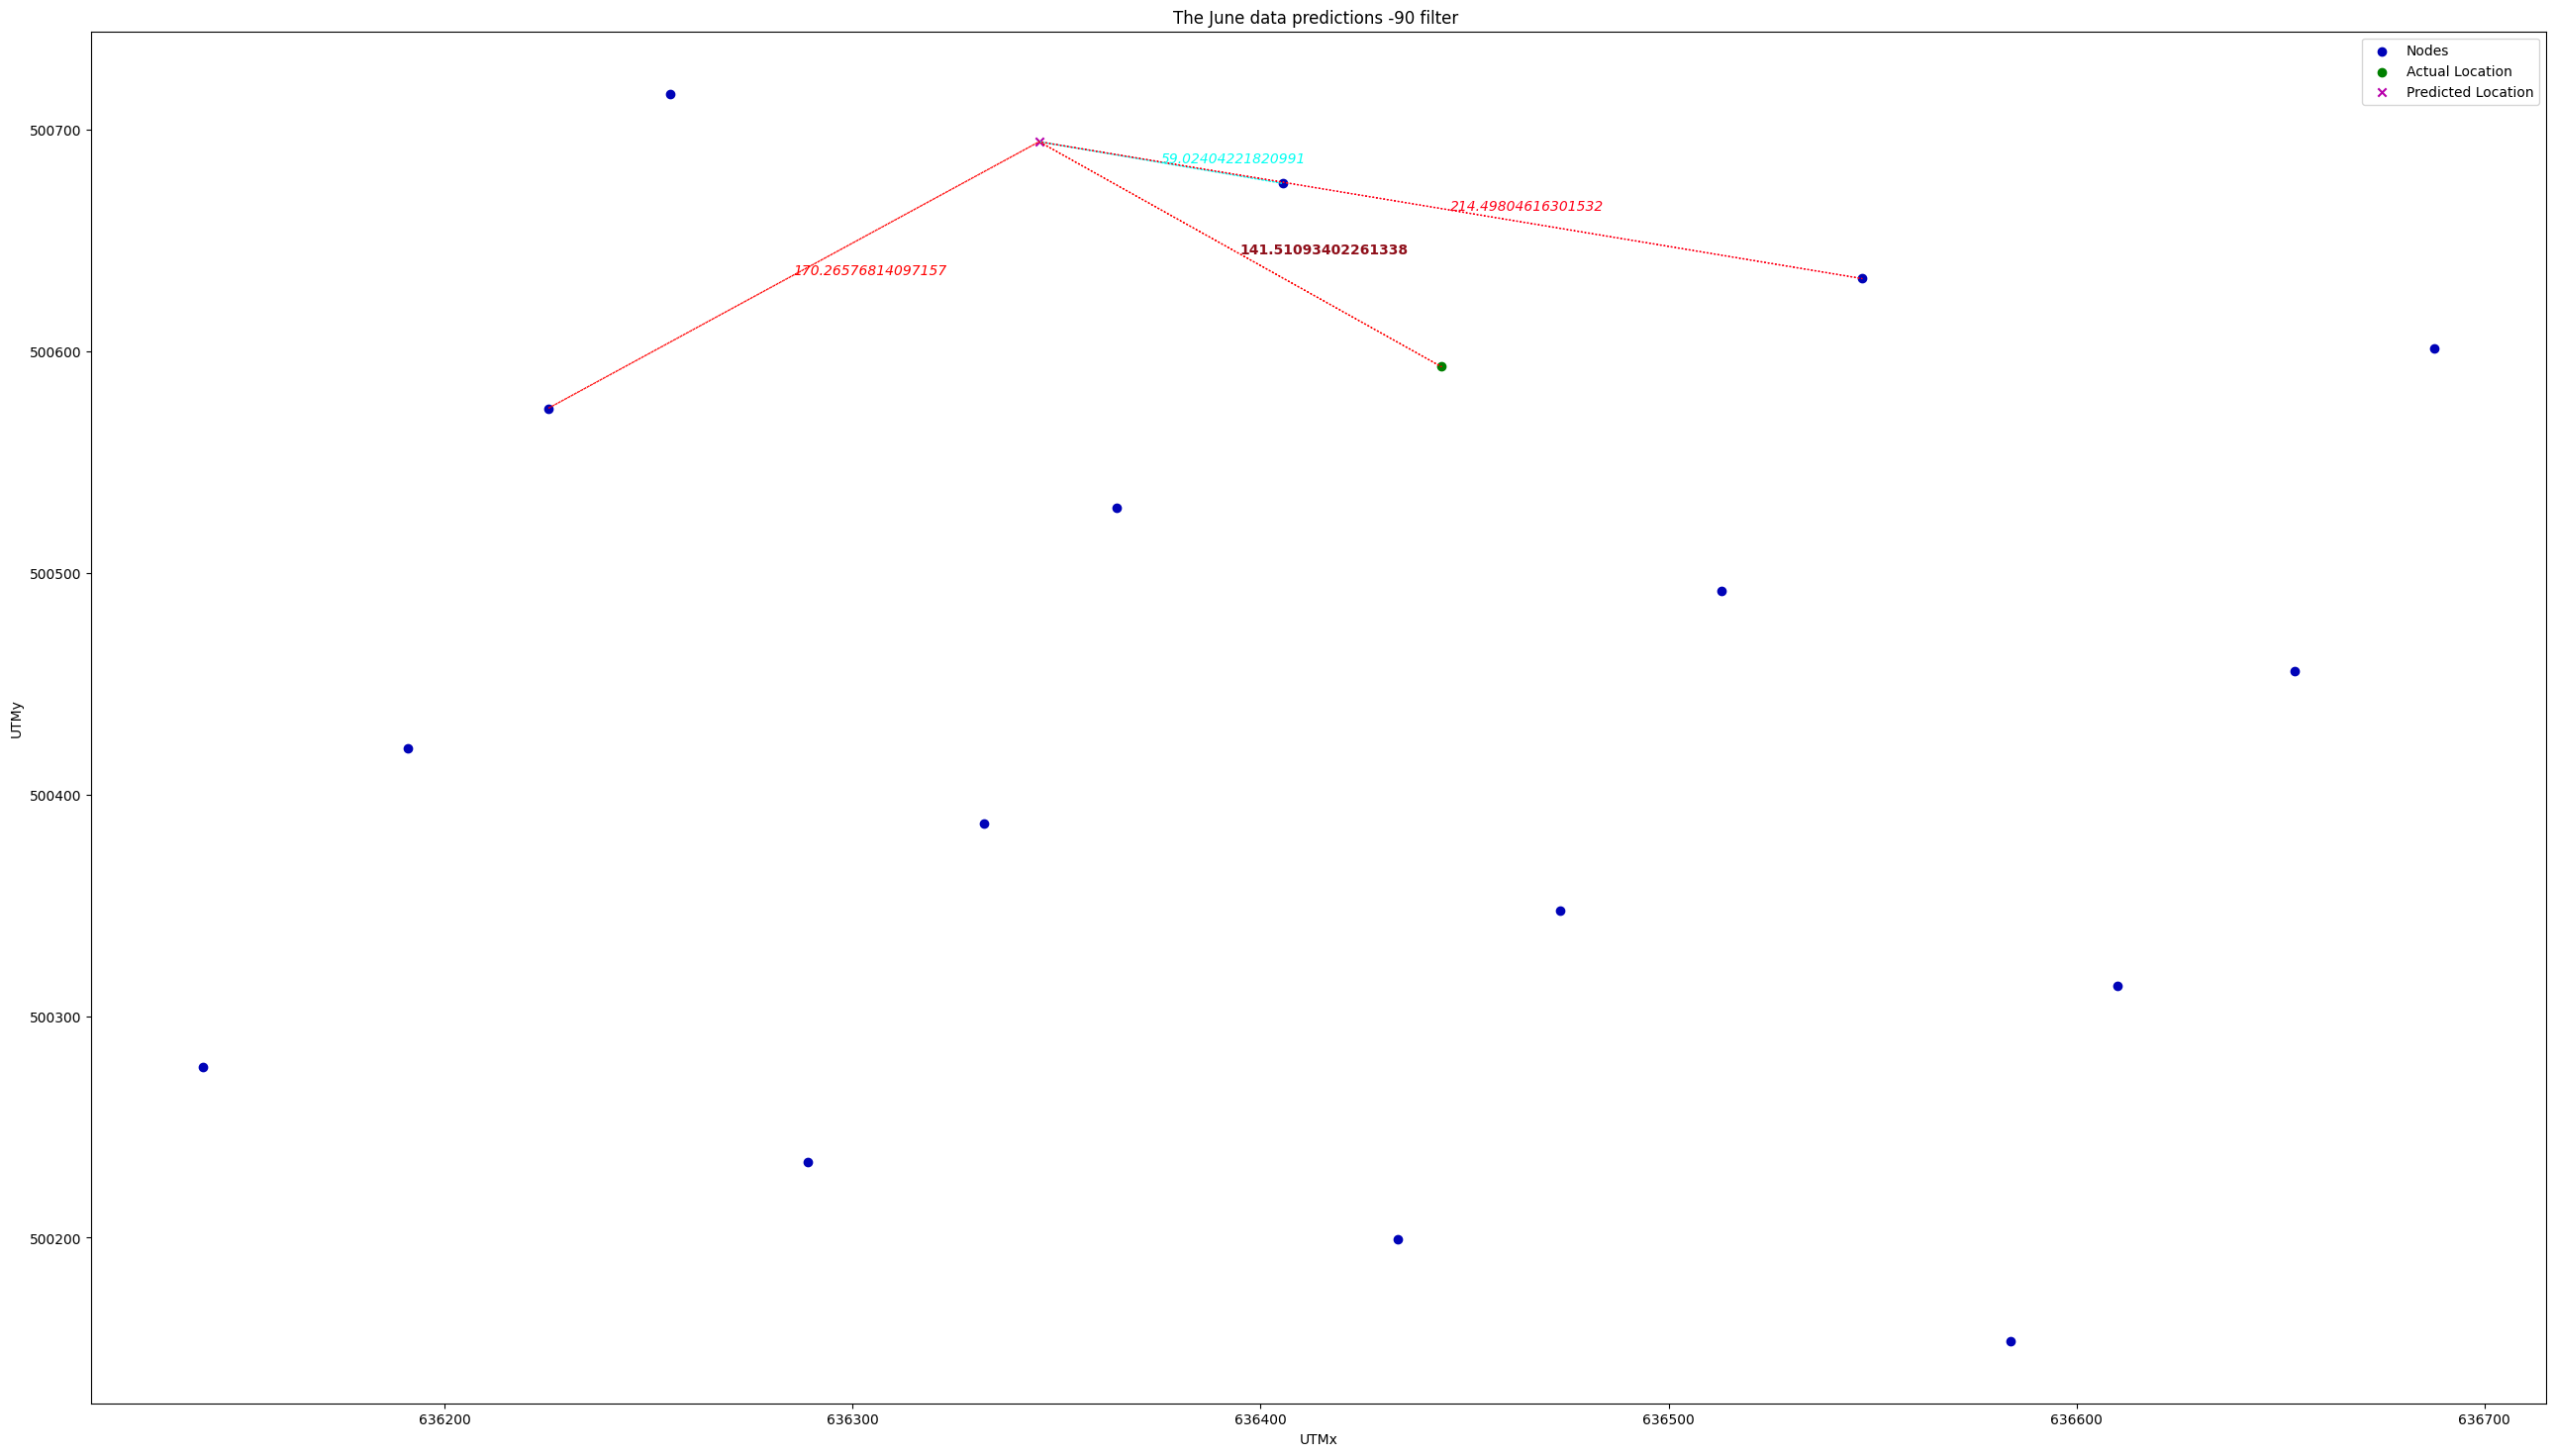 The June data predictions -90 filter
Nodes
Actual Location
Predicted Location
59.02404221820991
214.49804616301532
141.51093402261338
170.26576814097157
500700
500600
500500
500400
500300
500200
UTMy
636200
636300
636400
636500
636600
636700
UTMx